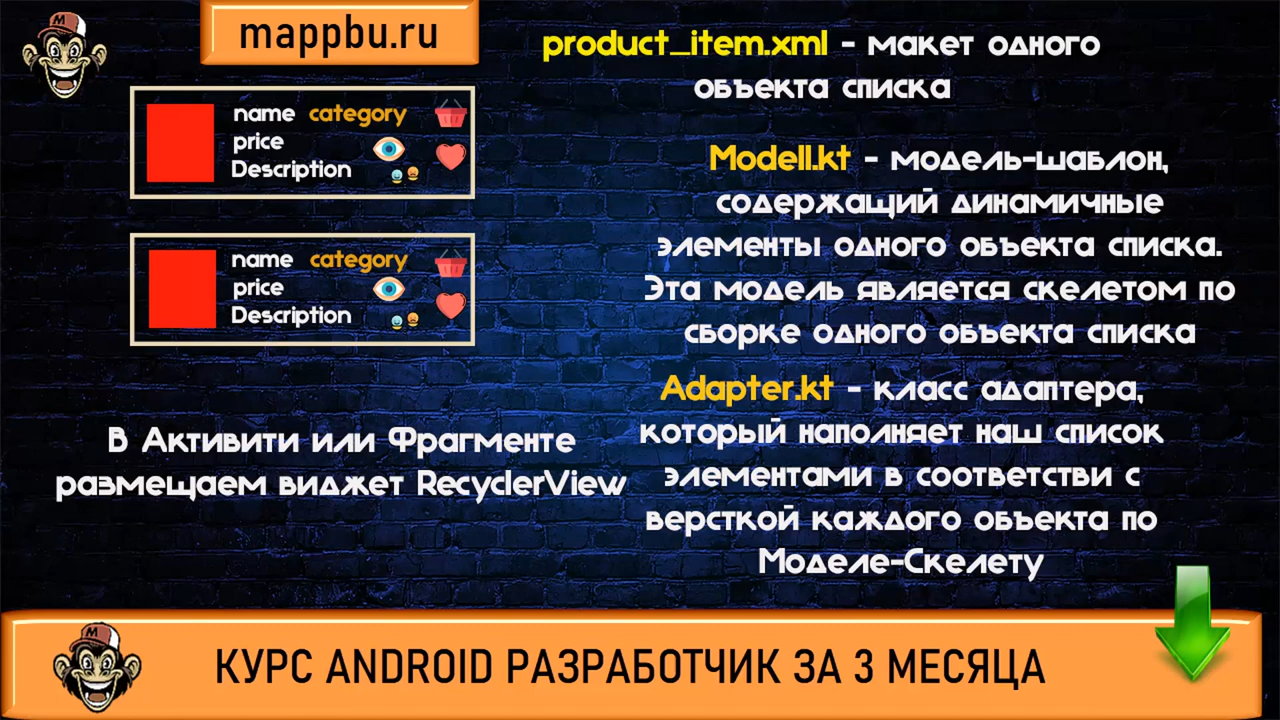 mappbu.ru
name category
price
Description
name category
price
Description
В Активити или Фрагменте
размещаем виджет RecyclerView
product_item.xml - макет одного
объекта списка
Modell.kt - модель-шаблон,
содержащий динамичные
элементы одного объекта списка.
Эта модель является скелетом по
сборке одного объекта списка
Adapter.kt - класс адаптера,
который наполняет наш список
элементами в соответстви с
версткой каждого объекта по
Моделе-Скелету
КУРС ANDROID РАЗРАБОТЧИК ЗА 3 МЕСЯЦА